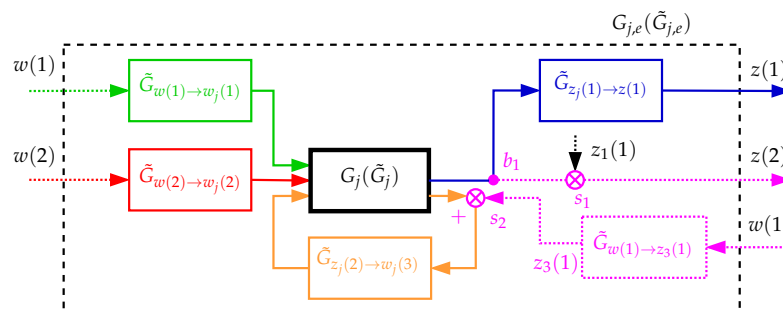 G_{j,e}(G̃_{j,e})
w(1)
G̃_{w(1)→w_j(1)}
G̃_{z_j(1)→z(1)}
z(1)
w(2)
G̃_{w(2)→w_j(2)}
G_j(G̃_j)
b_1
z_1(1)
z(2)
s_1
+
s_2
w(1
G̃_{w(1)→z_3(1)}
z_3(1)
G̃_{z_j(2)→w_j(3)}